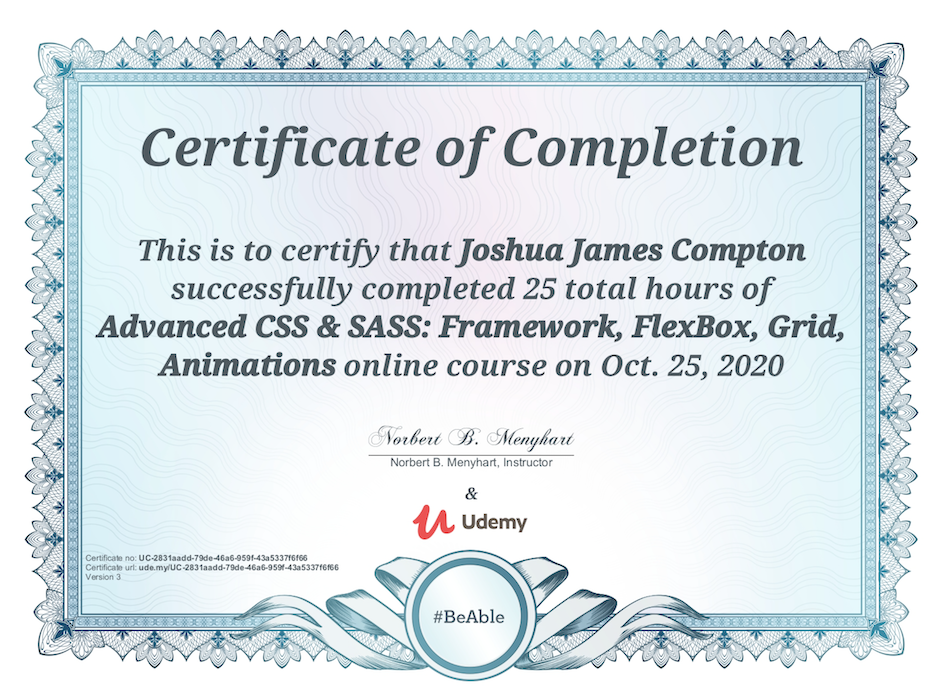 Certificate of Completion
This is to certify that Joshua James Compton
successfully completed 25 total hours of
Advanced CSS & SASS: Framework, FlexBox, Grid,
Animations online course on Oct. 25, 2020
Norbert B. Menyhart
Norbert B. Menyhart, Instructor
&
Udemy
Certificate no: UC-2831aadd-79de-46a6-959f-43a5337f6f66
Certificate url: ude.my/UC-2831aadd-79de-46a6-959f-43a5337f6f66
Version 3
#BeAble